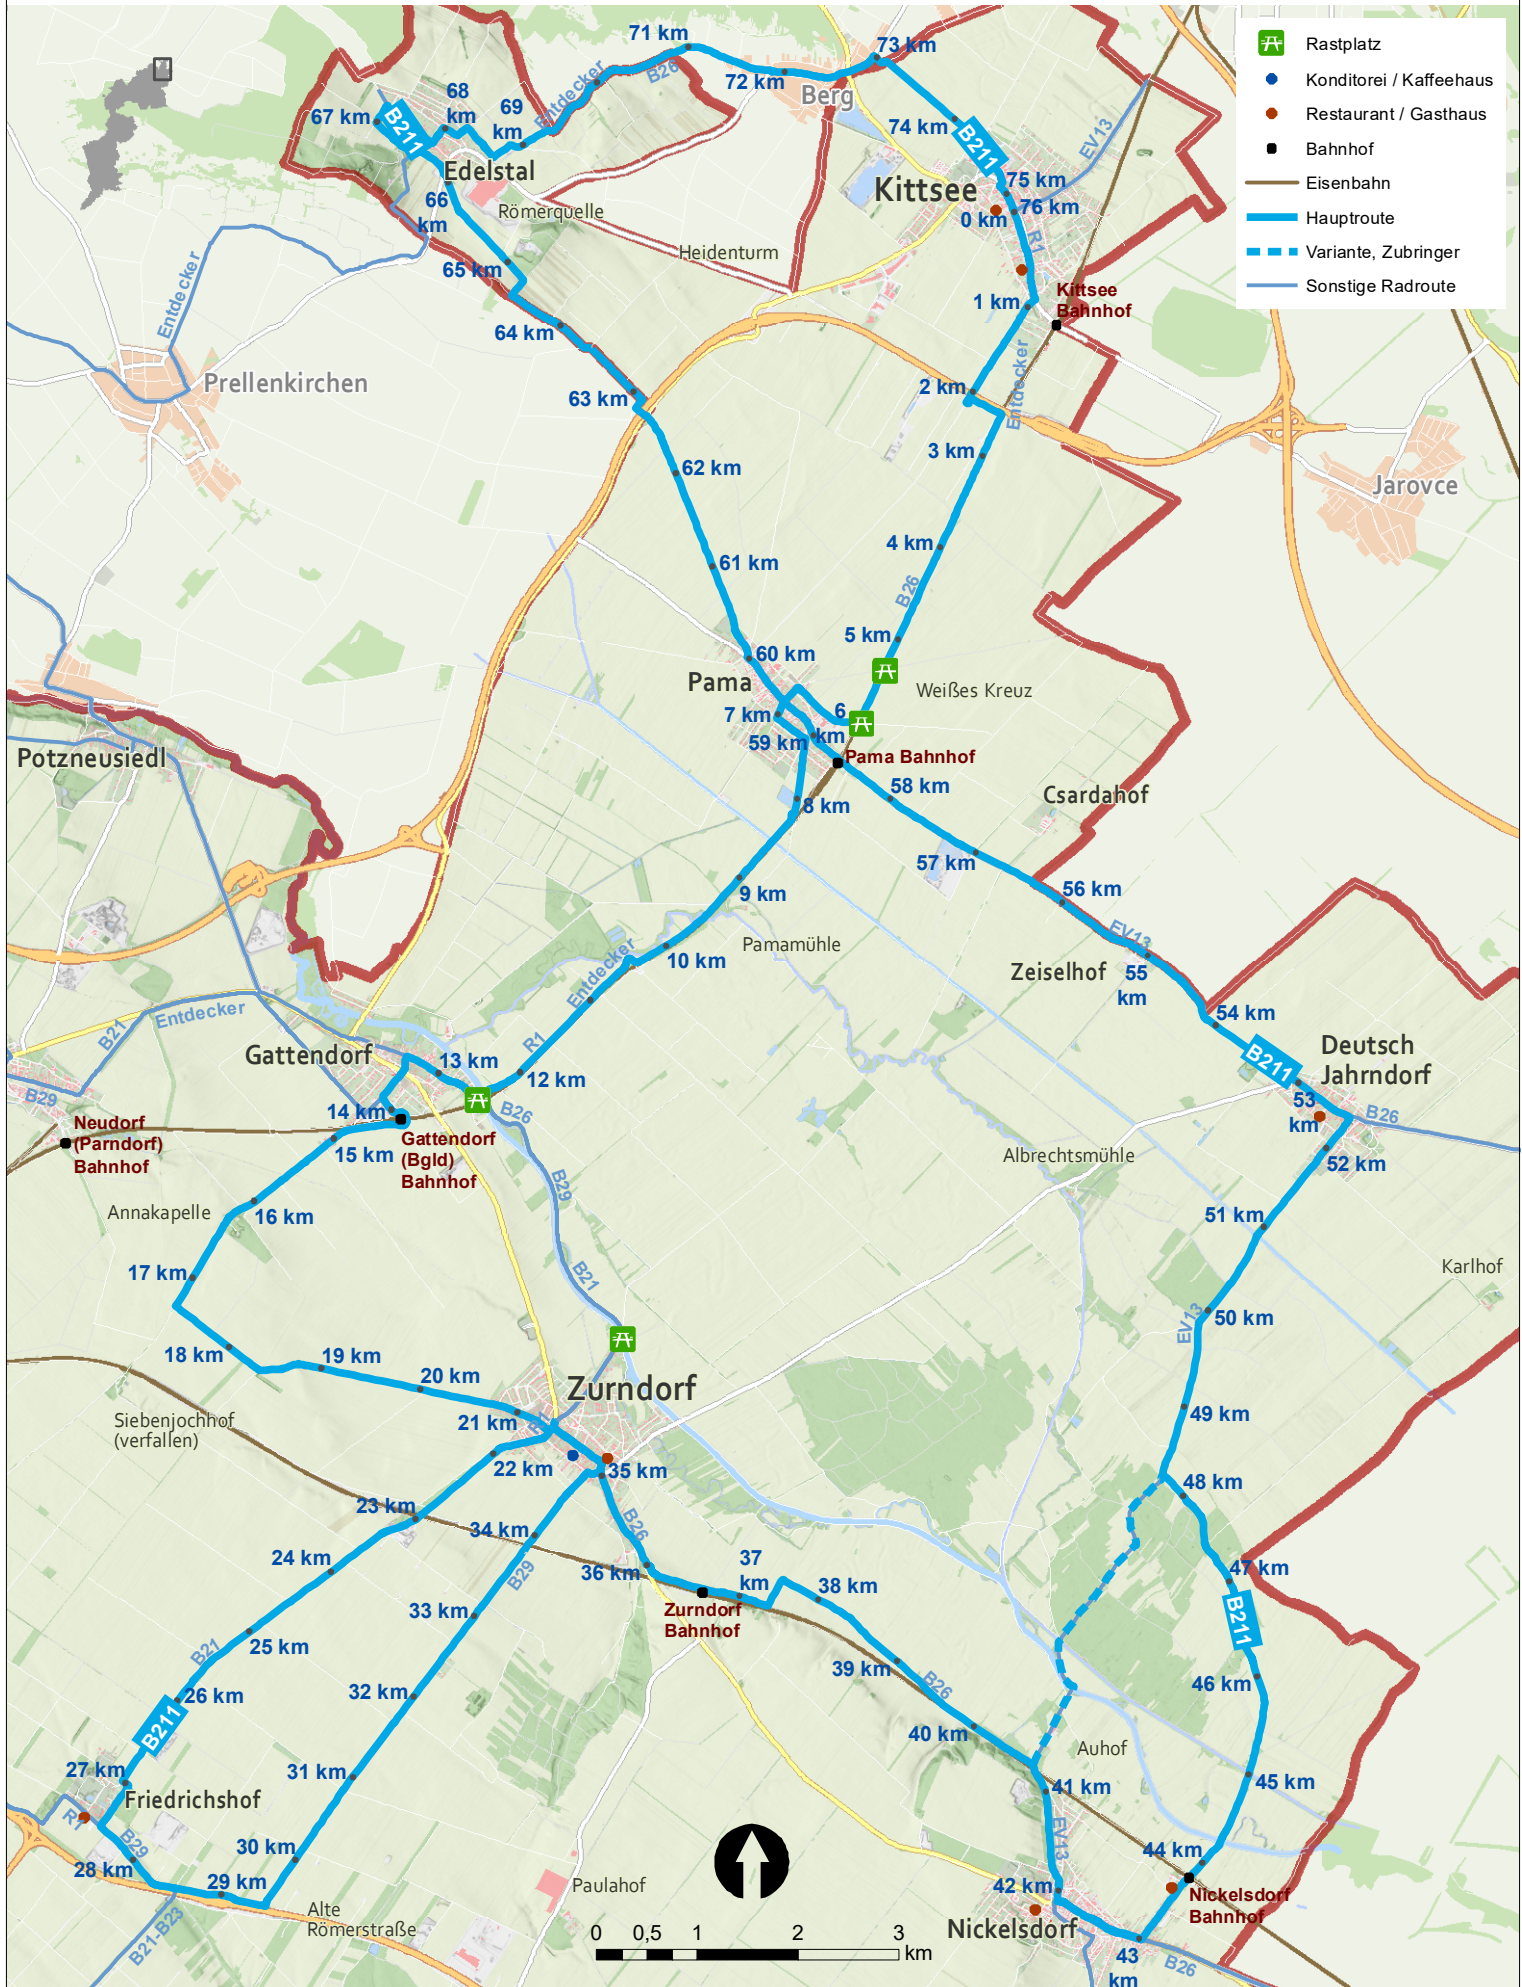 Rastplatz
Konditorei / Kaffeehaus
Restaurant / Gasthaus
Bahnhof
Eisenbahn
Hauptroute
Variante, Zubringer
Sonstige Radroute
71 km
73 km
B26
72 km
Berg
Entdecker
68
km
69
km
67 km
B211
Edelstal
74 km
B211
EV13
Kittsee
75 km
76 km
0 km
R1
66
km
Römerquelle
Heidenturm
65 km
1 km
Kittsee
Bahnhof
Entdecker
64 km
Prellenkirchen
63 km
2 km
Entdecker
3 km
62 km
Jarovce
4 km
61 km
B26
5 km
60 km
Pama
Weißes Kreuz
7 km
6
km
59 km
Pama Bahnhof
Potzneusiedl
58 km
Csardahof
8 km
57 km
56 km
9 km
EV13
Pamamühle
10 km
Zeiselhof
55
km
Entdecker
54 km
Entdecker
B21
R1
Gattendorf
13 km
12 km
B211
Deutsch
Jahrndorf
B29
B26
14 km
53
km
B26
Neudorf
(Parndorf)
Bahnhof
15 km
Gattendorf
(Bgld)
Bahnhof
Albrechtsmühle
52 km
B29
Annakapelle
16 km
51 km
17 km
B21
Karlhof
50 km
EV13
18 km
19 km
20 km
Zurndorf
Siebenjochhof
(verfallen)
21 km
49 km
22 km
35 km
48 km
23 km
34 km
B26
24 km
B29
36 km
37
km
38 km
47 km
33 km
Zurndorf
Bahnhof
B211
25 km
B21
39 km
46 km
26 km
32 km
B26
B211
40 km
Auhof
27 km
31 km
45 km
Friedrichshof
41 km
R1
B29
EV13
30 km
28 km
44 km
29 km
42 km
Alte
Römerstraße
Paulahof
Nickelsdorf
Bahnhof
Nickelsdorf
B21-B23
43
km
B26
0 0,5 1 2 3
km